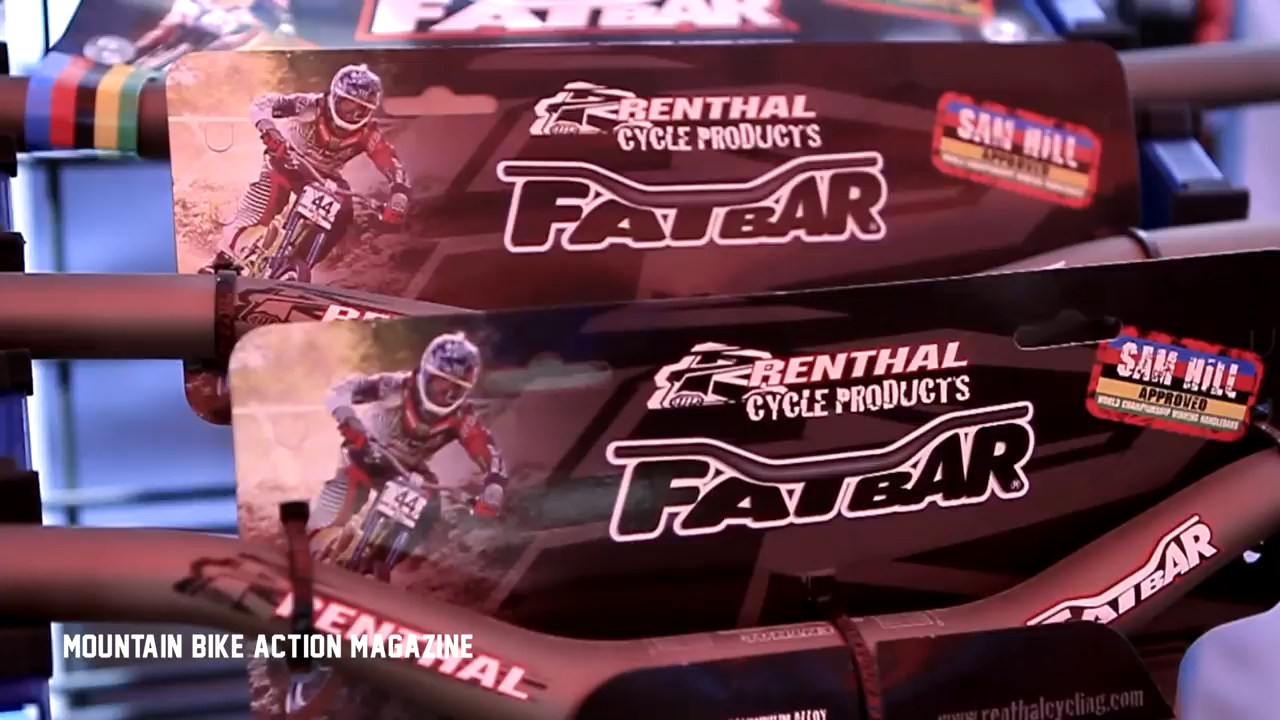 FATBAR
RENTHAL
CYCLE PRODUCTS
FATBAR
SAM HILL
APPROVED
44
RENTHAL
CYCLE PRODUCTS
FATBAR®
SAM HILL
APPROVED
WORLD CHAMPIONSHIP WINNING HANDLEBARS
44
FATBAR
RENTHAL
MOUNTAIN BIKE ACTION MAGAZINE
www.renthalcycling.com